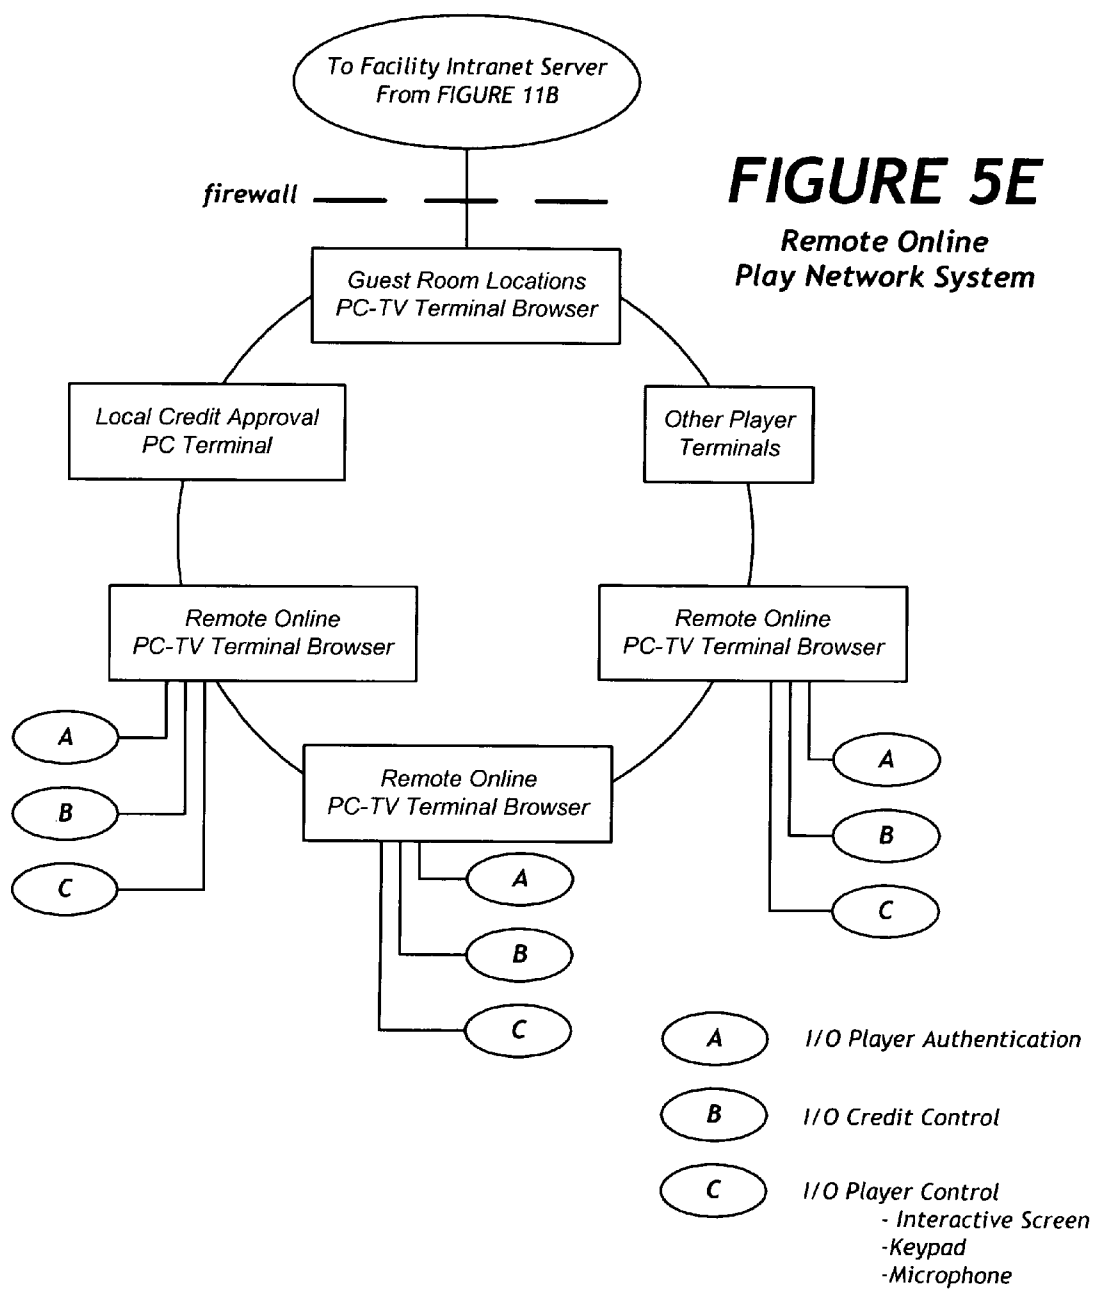 To Facility Intranet Server
From FIGURE 11B
firewall
FIGURE 5E
Remote Online
Play Network System
Guest Room Locations
PC-TV Terminal Browser
Local Credit Approval
PC Terminal
Other Player
Terminals
Remote Online
PC-TV Terminal Browser
Remote Online
PC-TV Terminal Browser
A
B
C
Remote Online
PC-TV Terminal Browser
A
B
C
A
B
C
A I/O Player Authentication
B I/O Credit Control
C I/O Player Control
- Interactive Screen
-Keypad
-Microphone